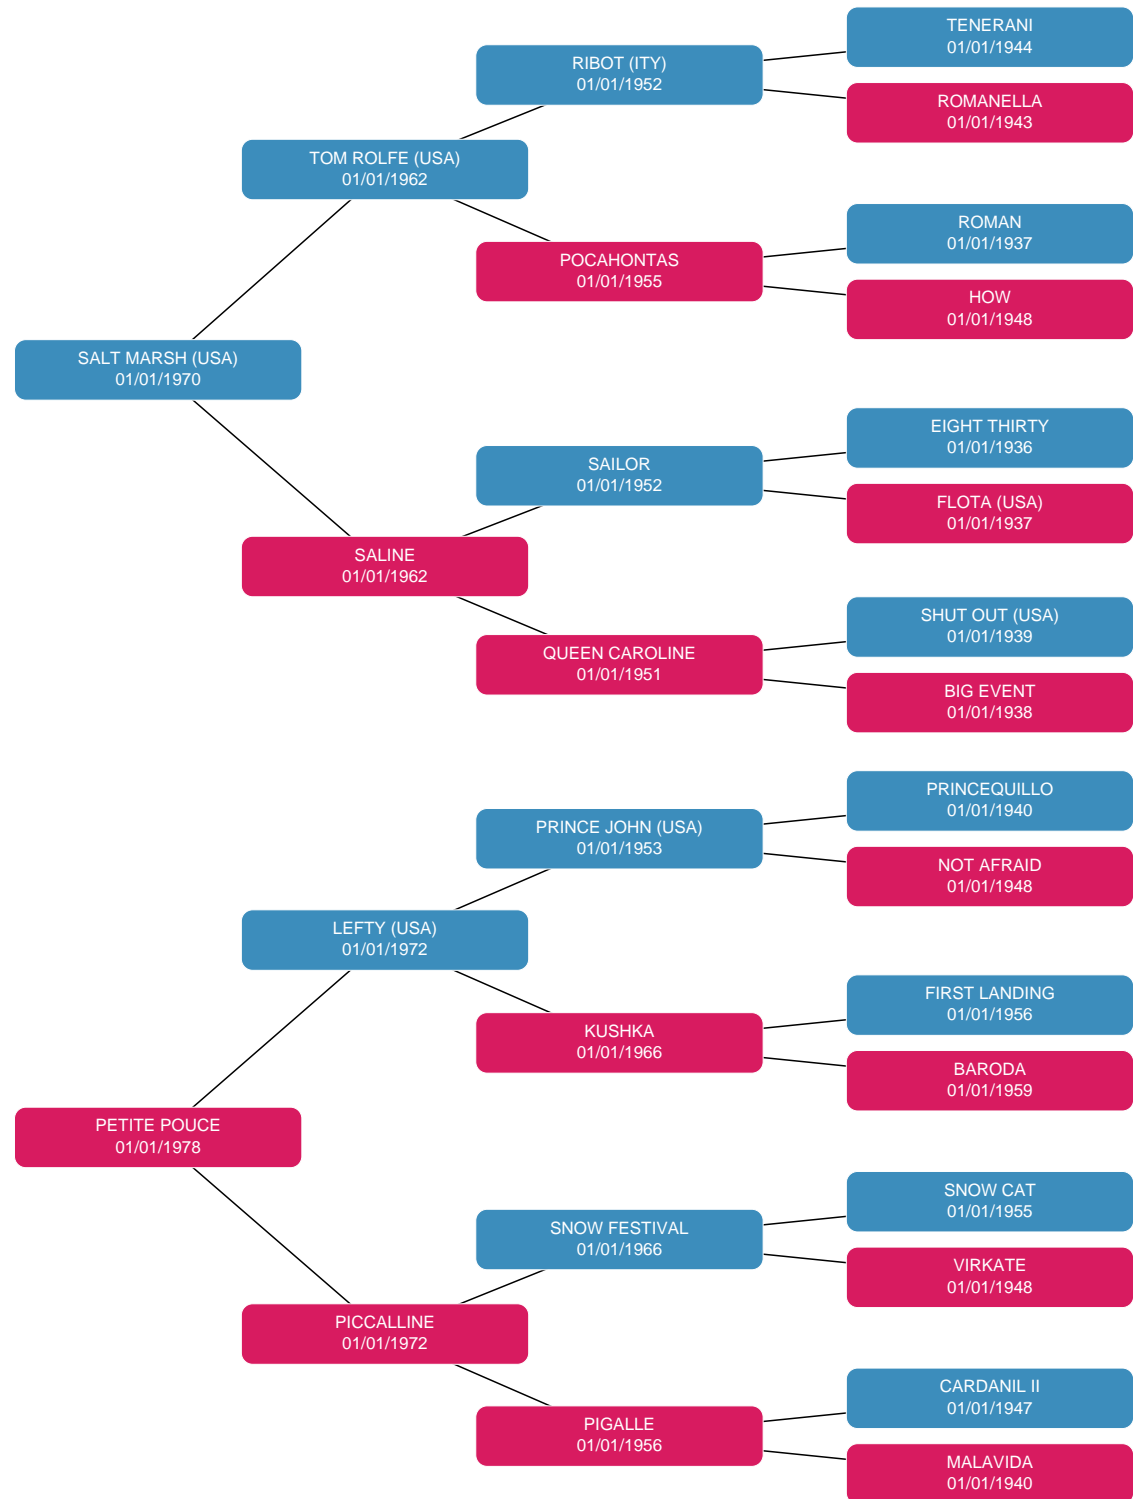 TENERANI
01/01/1944
RIBOT (ITY)
01/01/1952
ROMANELLA
01/01/1943
TOM ROLFE (USA)
01/01/1962
ROMAN
01/01/1937
POCAHONTAS
01/01/1955
HOW
01/01/1948
SALT MARSH (USA)
01/01/1970
EIGHT THIRTY
01/01/1936
SAILOR
01/01/1952
FLOTA (USA)
01/01/1937
SALINE
01/01/1962
SHUT OUT (USA)
01/01/1939
QUEEN CAROLINE
01/01/1951
BIG EVENT
01/01/1938
PRINCEQUILLO
01/01/1940
PRINCE JOHN (USA)
01/01/1953
NOT AFRAID
01/01/1948
LEFTY (USA)
01/01/1972
FIRST LANDING
01/01/1956
KUSHKA
01/01/1966
BARODA
01/01/1959
PETITE POUCE
01/01/1978
SNOW CAT
01/01/1955
SNOW FESTIVAL
01/01/1966
VIRKATE
01/01/1948
PICCALLINE
01/01/1972
CARDANIL II
01/01/1947
PIGALLE
01/01/1956
MALAVIDA
01/01/1940